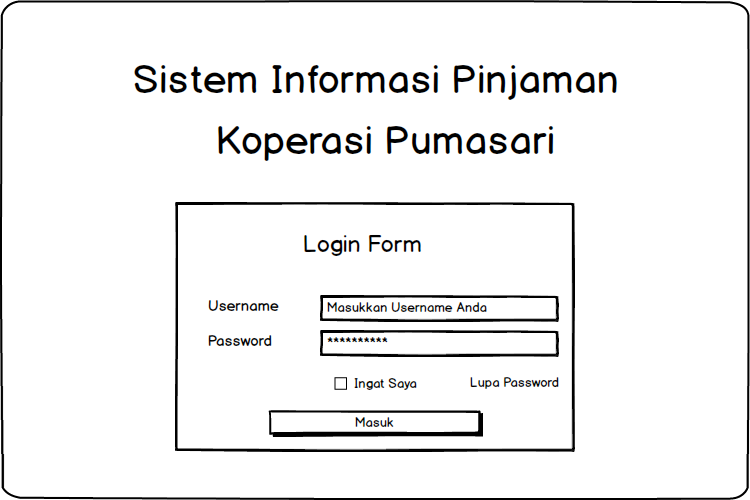 Sistem Informasi Pinjaman
Koperasi Pumasari
Login Form
Username Masukkan Username Anda
Password **********
Ingat Saya Lupa Password
Masuk